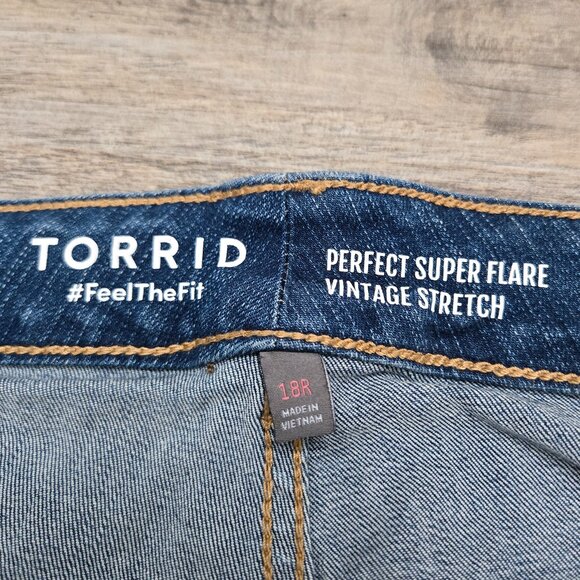 TORRID
#FeelTheFit
PERFECT SUPER FLARE
VINTAGE STRETCH
18R
MADE IN
VIETNAM